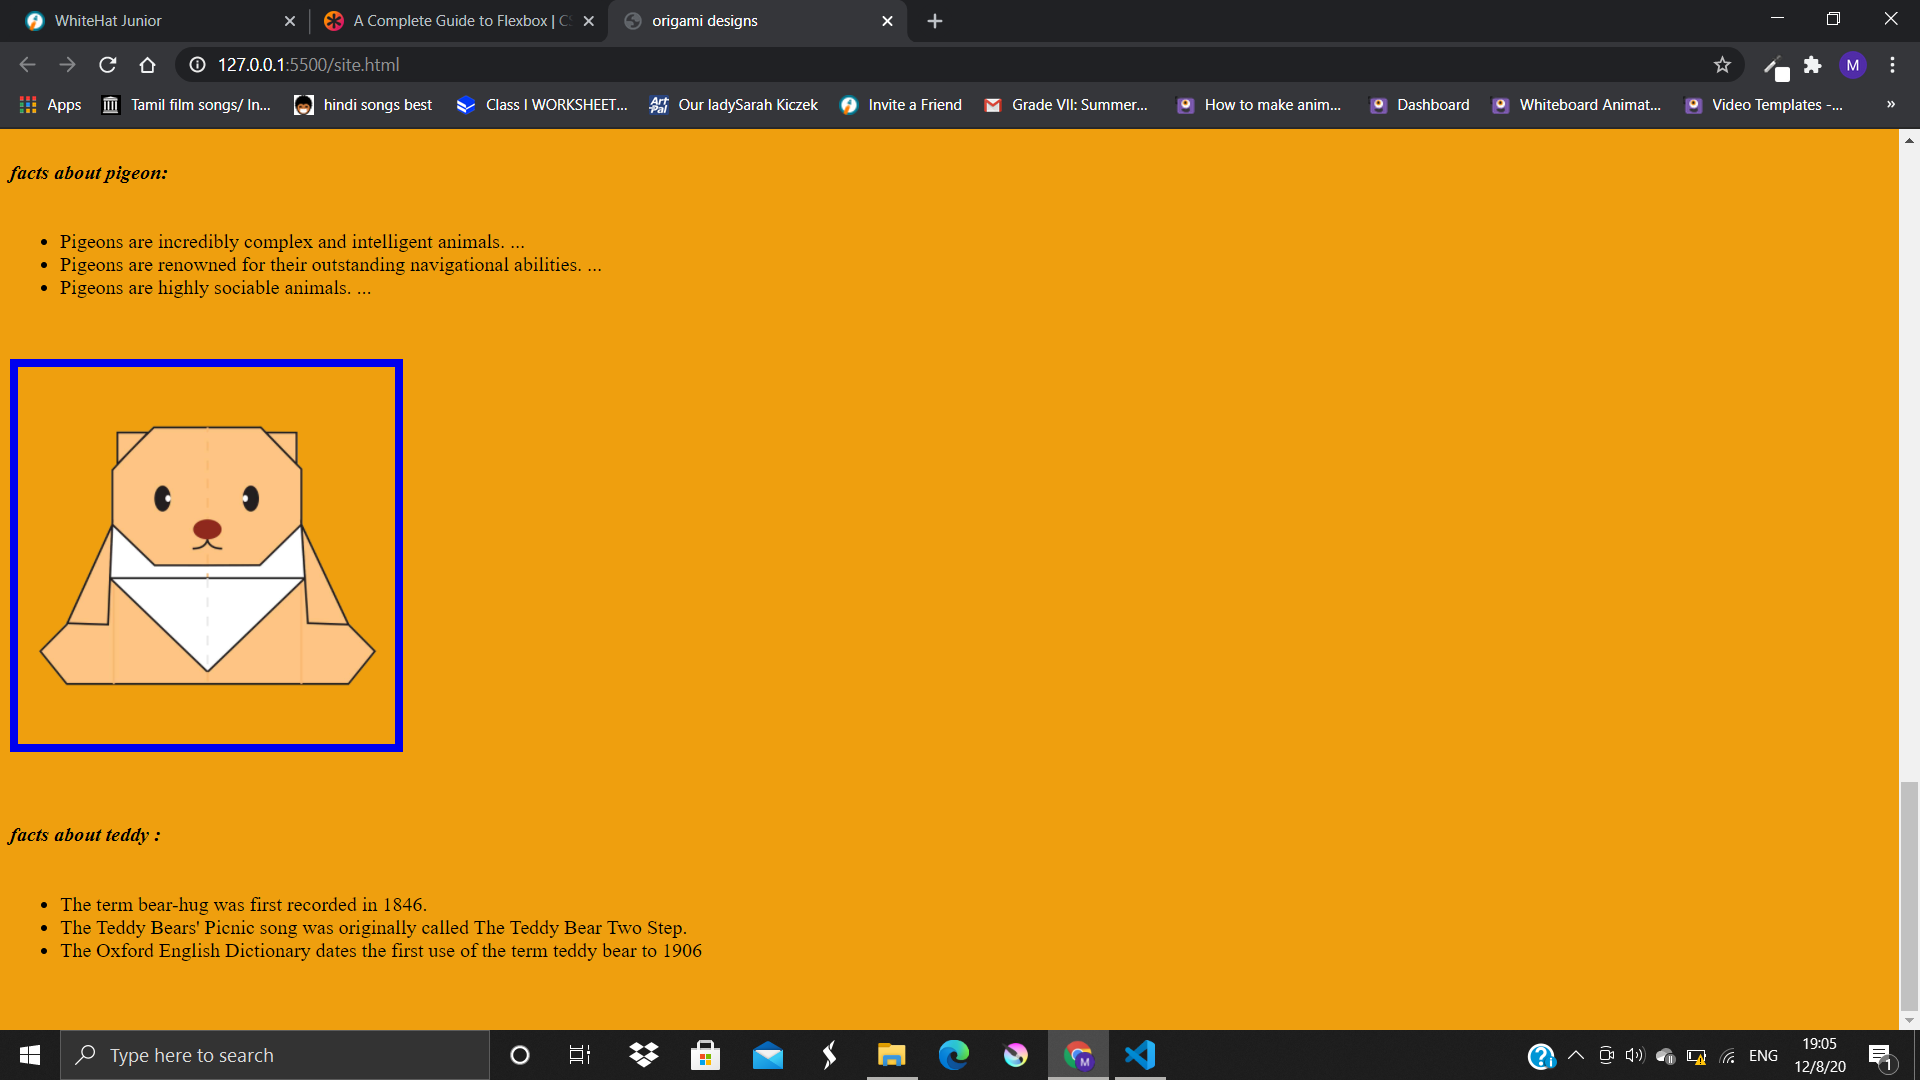 WhiteHat Junior
A Complete Guide to Flexbox | CS
origami designs
127.0.0.1:5500/site.html
M
Apps
Tamil film songs/ In...
hindi songs best
Class I WORKSHEET...
Art Pal
Our ladySarah Kiczek
Invite a Friend
Grade VII: Summer...
How to make anim...
Dashboard
Whiteboard Animat...
Video Templates -...
»
facts about pigeon:
Pigeons are incredibly complex and intelligent animals. ...
Pigeons are renowned for their outstanding navigational abilities. ...
Pigeons are highly sociable animals. ...
facts about teddy :
The term bear-hug was first recorded in 1846.
The Teddy Bears' Picnic song was originally called The Teddy Bear Two Step.
The Oxford English Dictionary dates the first use of the term teddy bear to 1906
Type here to search
M
ENG
19:05
12/8/20
1